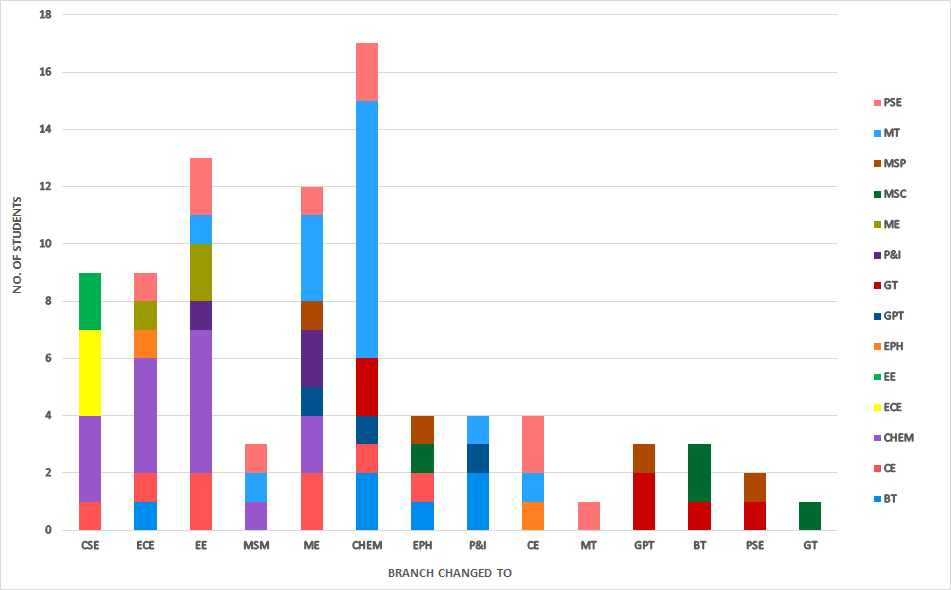 18
16
14
12
10
8
6
4
2
0
NO. OF STUDENTS
CSE ECE EE MSM ME CHEM EPH P&I CE MT GPT BT PSE GT
BRANCH CHANGED TO
PSE
MT
MSP
MSC
ME
P&I
GT
GPT
EPH
EE
ECE
CHEM
CE
BT